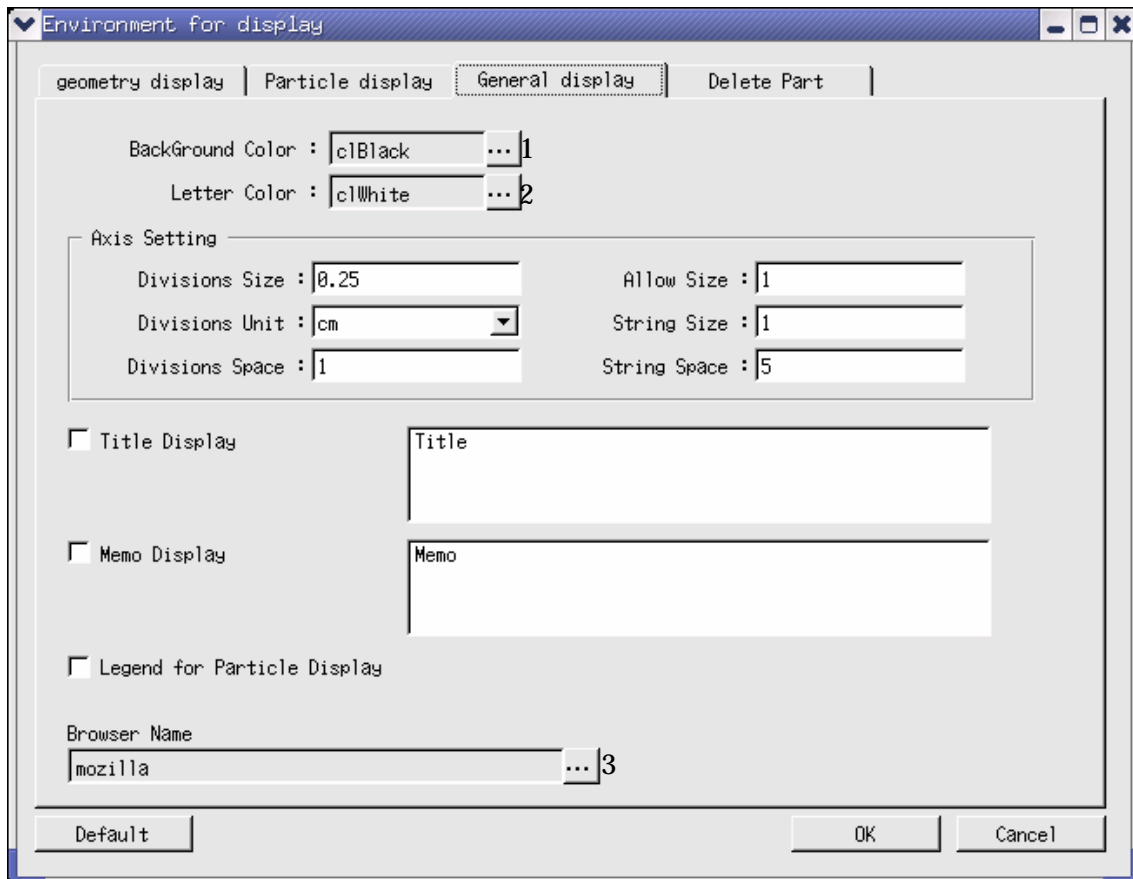 Environment for display
geometry display Particle display General display Delete Part
BackGround Color : clBlack ... 1
Letter Color : clWhite ... 2
Axis Setting
Divisions Size : 0.25 Allow Size : 1
Divisions Unit : cm String Size : 1
Divisions Space : 1 String Space : 5
Title Display Title
Memo Display Memo
Legend for Particle Display
Browser Name
mozilla ... 3
Default OK Cancel